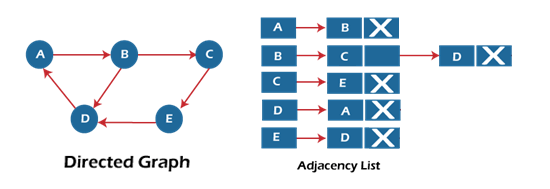 A B C
D E
Directed Graph
A B X
B C D X
C E X
D A X
E D X
Adjacency List